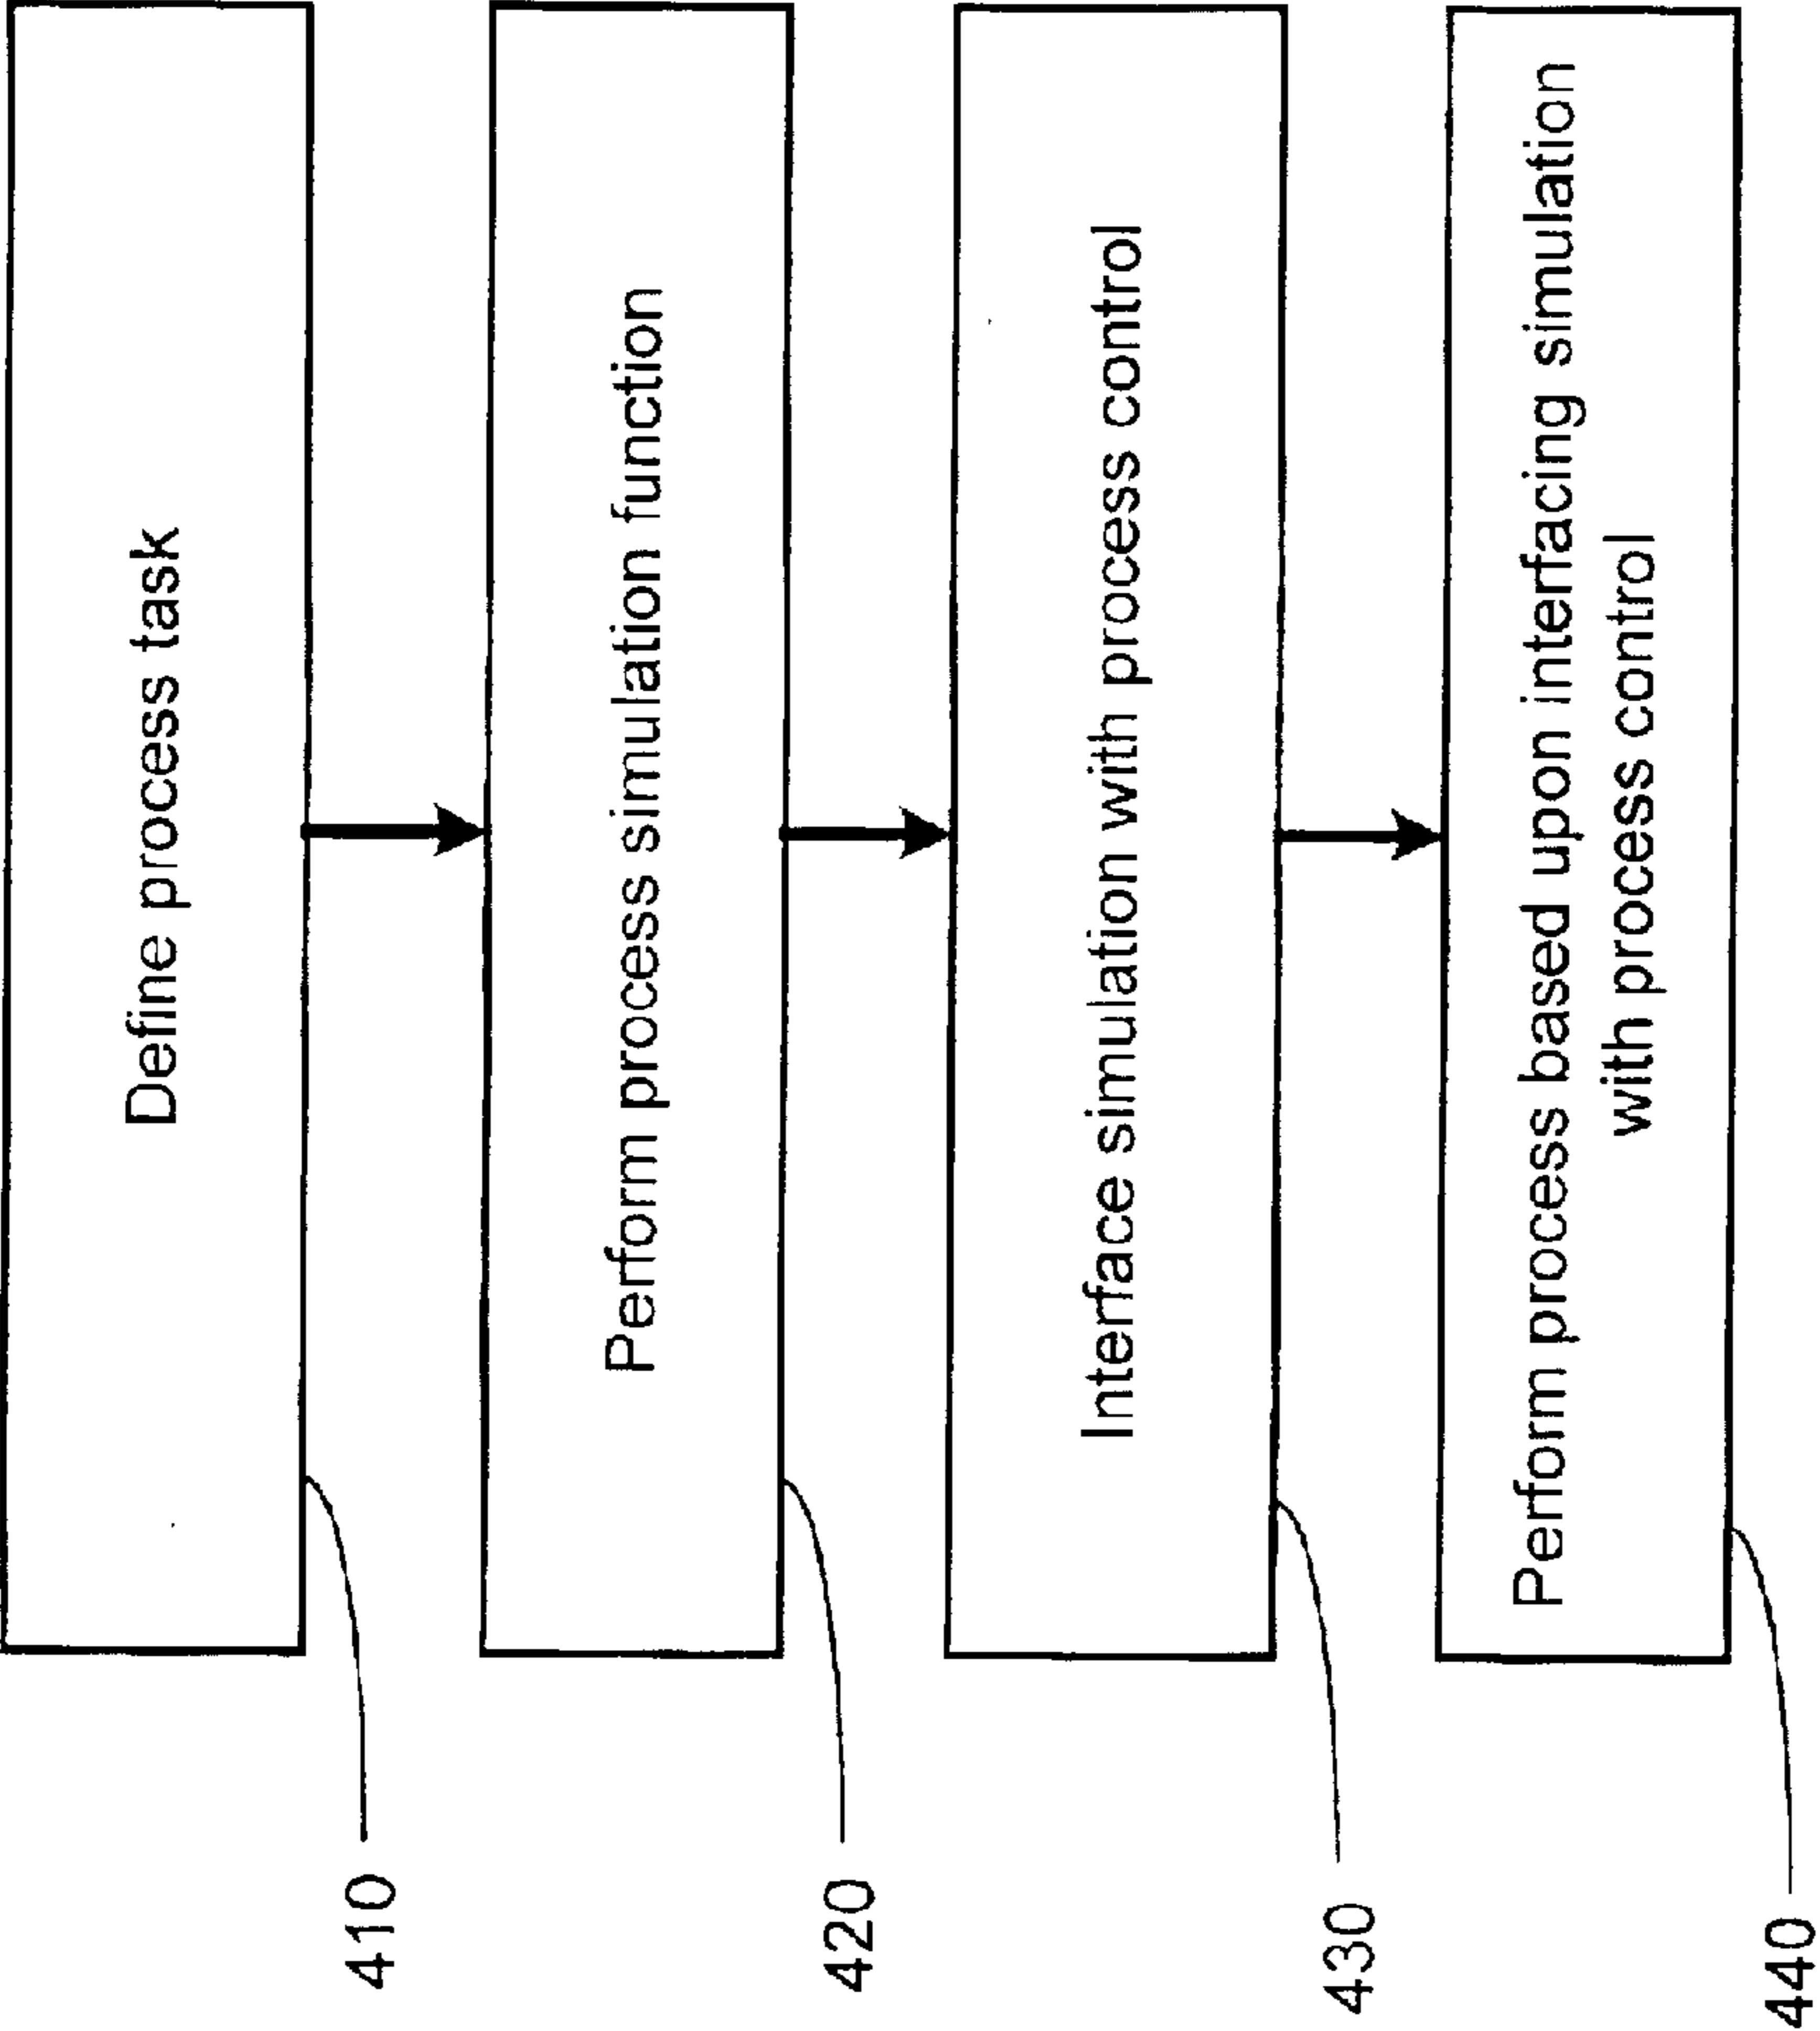 Define process task
410
Perform process simulation function
420
Interface simulation with process control
430
Perform process based upon interfacing simulation
with process control
440